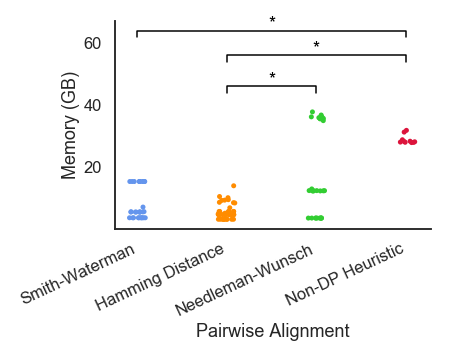 *
*
*
60
40
20
Memory (GB)
Smith-Waterman
Hamming Distance
Needleman-Wunsch
Non-DP Heuristic
Pairwise Alignment